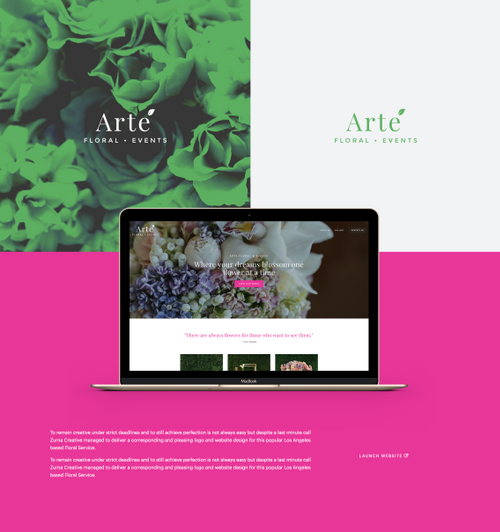 Arte
FLORAL • EVENTS
Arte
FLORAL • EVENTS
Arte
Where your dreams blossom one
flower at a time
"There are always flowers for those who want to see them."
MacBook
To remain creative under strict deadlines and to still achieve perfection is not always easy but despite a last minute call
Zuma Creative managed to deliver a corresponding and pleasing logo and website design for this popular Los Angeles
based Floral Service.
To remain creative under strict deadlines and to still achieve perfection is not always easy but despite a last minute call
Zuma Creative managed to deliver a corresponding and pleasing logo and website design for this popular Los Angeles
based Floral Service.
LAUNCH WEBSITE